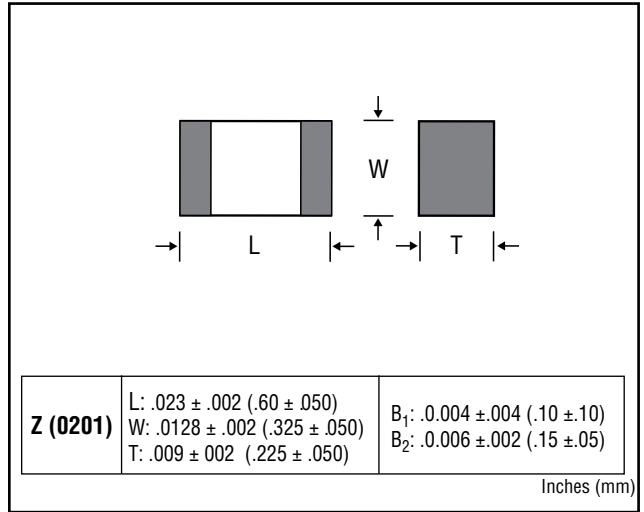 W
L
T
Z (0201)
L: .023 ± .002 (.60 ± .050)
W: .0128 ± .002 (.325 ± .050)
T: .009 ± 002 (.225 ± .050)
B₁: .0.004 ±.004 (.10 ±.10)
B₂: .0.006 ±.002 (.15 ±.05)
Inches (mm)